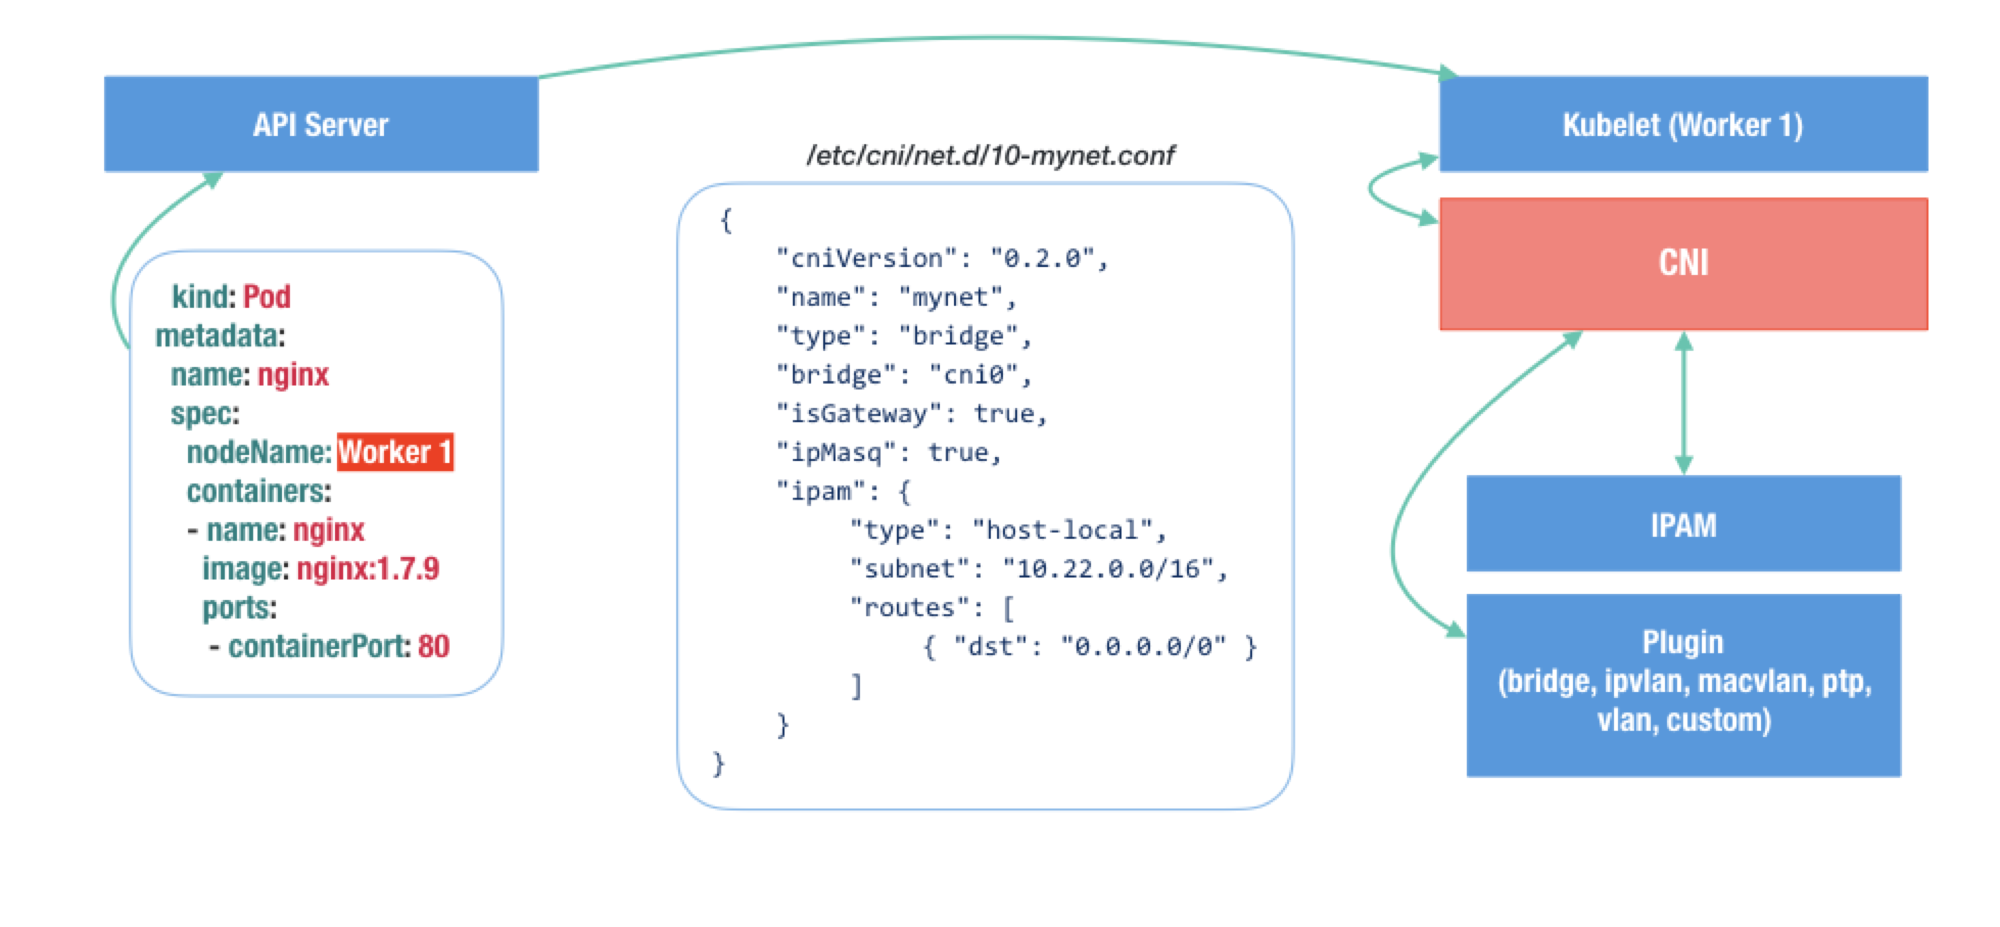 API Server
kind: Pod
metadata:
name: nginx
spec:
nodeName: Worker 1
containers:
- name: nginx
image: nginx:1.7.9
ports:
- containerPort: 80
/etc/cni/net.d/10-mynet.conf
{
"cniVersion": "0.2.0",
"name": "mynet",
"type": "bridge",
"bridge": "cni0",
"isGateway": true,
"ipMasq": true,
"ipam": {
"type": "host-local",
"subnet": "10.22.0.0/16",
"routes": [
{ "dst": "0.0.0.0/0" }
]
}
}
Kubelet (Worker 1)
CNI
IPAM
Plugin
(bridge, ipvlan, macvlan, ptp,
vlan, custom)